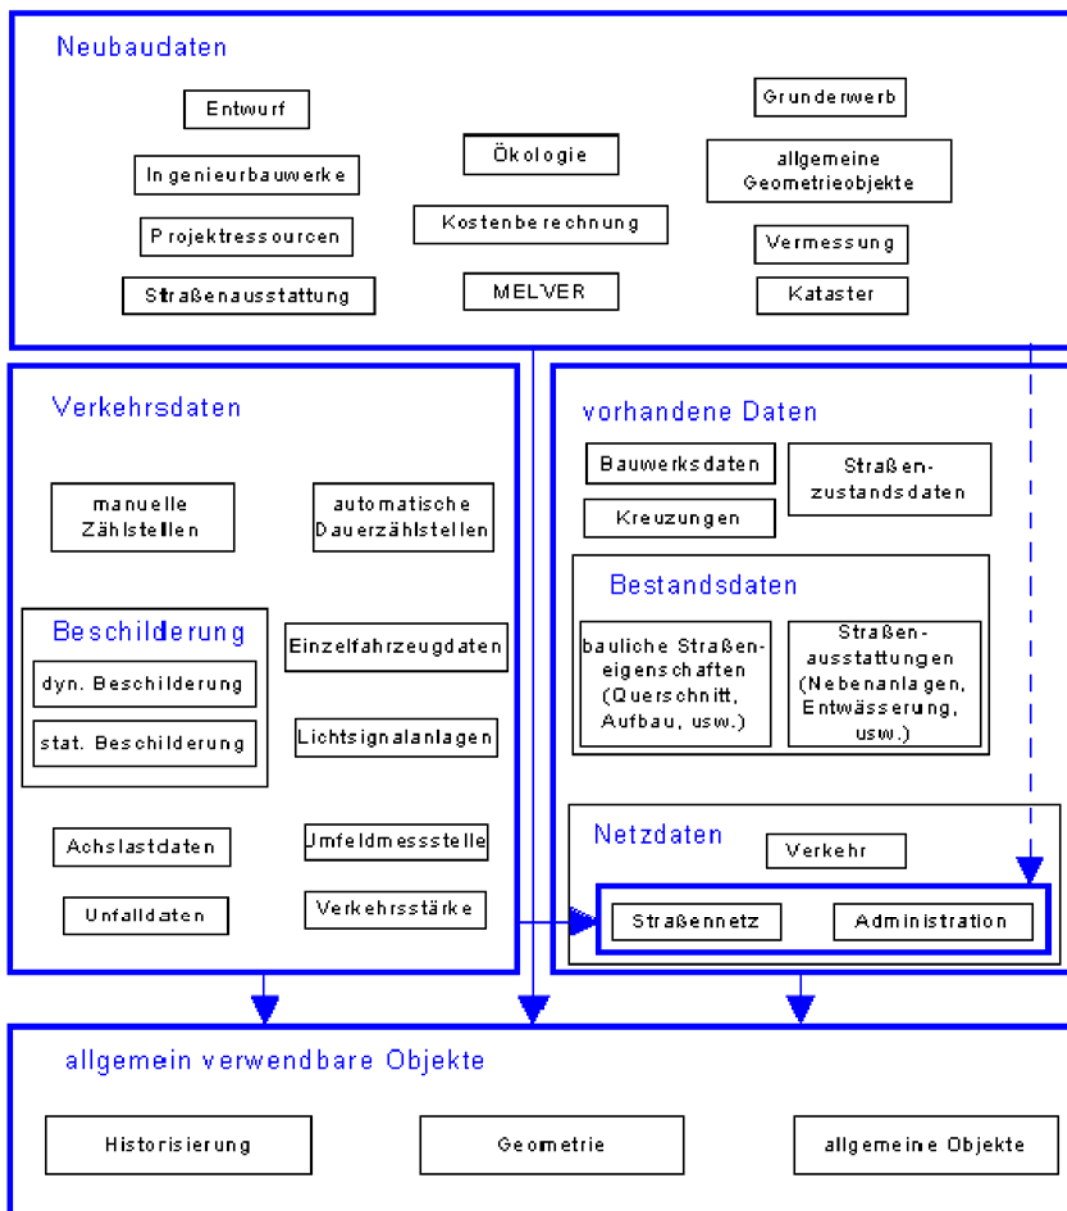 Neubaudaten
Entwurf
Ingenieurbauwerke
Projektressourcen
Straßenausstattung
Ökologie
Kostenberechnung
MELVER
Grunderwerb
allgemeine
Geometrieobjekte
Vermessung
Kataster
Verkehrsdaten
manuelle
Zählstellen
automatische
Dauerzählstellen
Beschilderung
dyn. Beschilderung
stat. Beschilderung
Einzelfahrzeugdaten
Lichtsignalanlagen
Achslastdaten
Umfeldmessstelle
Unfalldaten
Verkehrsstärke
vorhandene Daten
Bauwerksdaten
Kreuzungen
Straßen-
zustandsdaten
Bestandsdaten
bauliche Straßen-
eigenschaften
(Querschnitt,
Aufbau, usw.)
Straßen-
ausstattungen
(Nebenanlagen,
Entwässerung,
usw.)
Netzdaten
Verkehr
Straßennetz
Administration
allgemein verwendbare Objekte
Historisierung
Geometrie
allgemeine Objekte